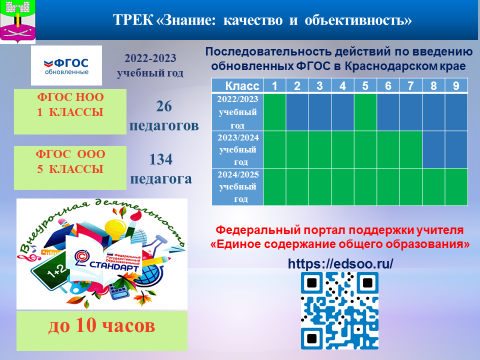 ТРЕК «Знание: качество и объективность»
ФГОС
обновленные
2022-2023
учебный год
ФГОС НОО
1 КЛАССЫ
26
педагогов
ФГОС ООО
5 КЛАССЫ
134
педагога
Внеурочная деятельность
1+2
СТАНДАРТ
до 10 часов
Последовательность действий по введению
обновленных ФГОС в Краснодарском крае
Класс 1 2 3 4 5 6 7 8 9
2022/2023
учебный
год
2023/2024
учебный
год
2024/2025
учебный
год
Федеральный портал поддержки учителя
«Единое содержание общего образования»
https://edsoo.ru/